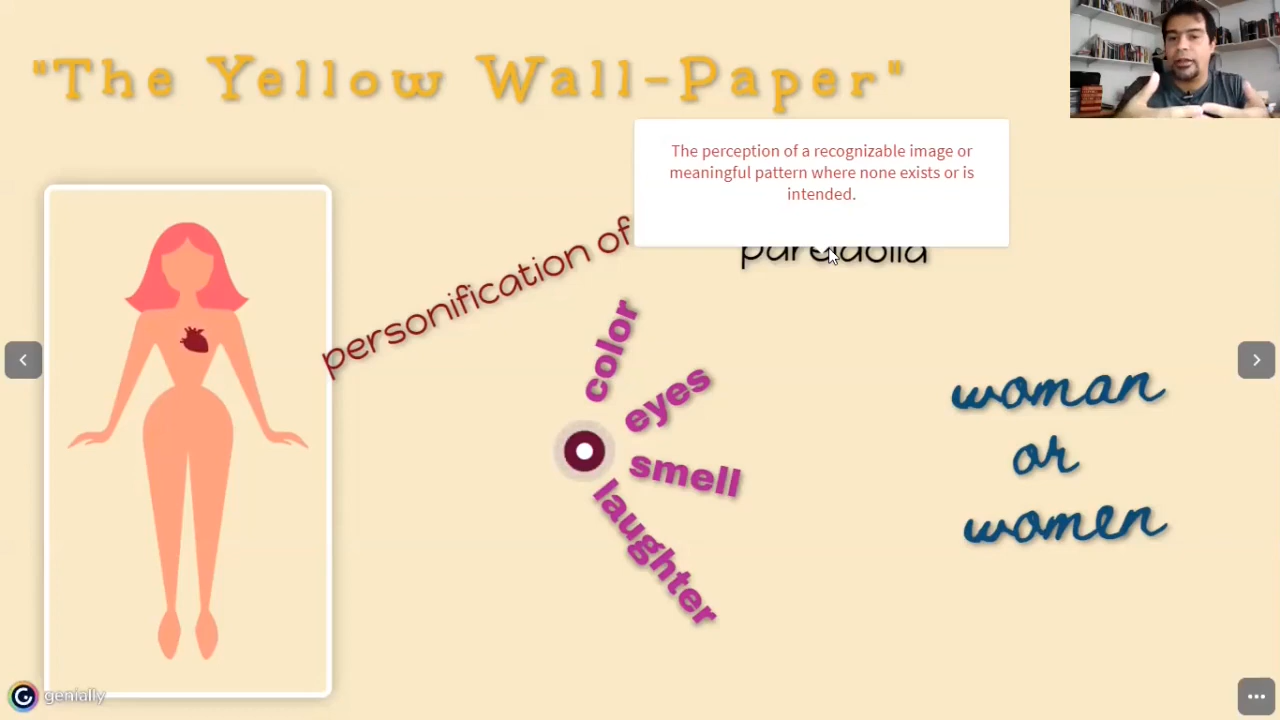 "The Yellow Wall-Paper"
The perception of a recognizable image or
meaningful pattern where none exists or is
intended.
pareidolia
personification of
color
eyes
smell
laughter
woman
or
women
genially